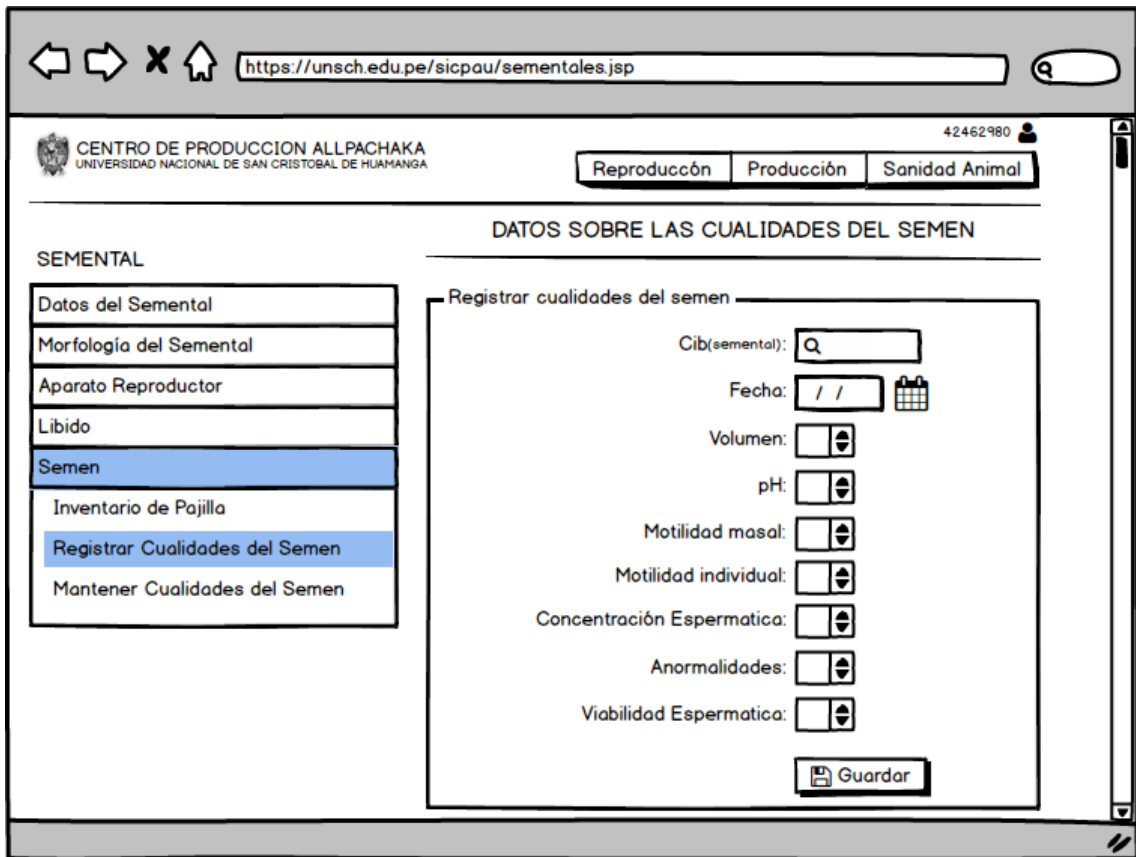 https://unsch.edu.pe/sicpau/sementales.jsp
42462980
CENTRO DE PRODUCCION ALLPACHAKA
UNIVERSIDAD NACIONAL DE SAN CRISTOBAL DE HUAMANGA
Reproduccón Producción Sanidad Animal
DATOS SOBRE LAS CUALIDADES DEL SEMEN
SEMENTAL
Datos del Semental
Morfología del Semental
Aparato Reproductor
Libido
Semen
Inventario de Pajilla
Registrar Cualidades del Semen
Mantener Cualidades del Semen
Registrar cualidades del semen
Cib(semental):
Fecha: / /
Volumen:
pH:
Motilidad masal:
Motilidad individual:
Concentración Espermatica:
Anormalidades:
Viabilidad Espermatica:
Guardar